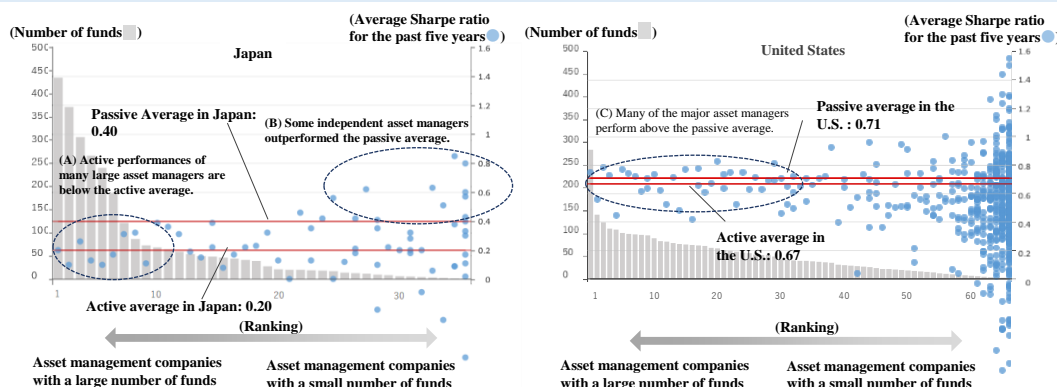 (Number of funds )
(Average Sharpe ratio
for the past five years )
Japan
500
450
400
350
300
250
200
150
100
50
0
1.6
1.4
1.2
1
0.8
0.6
0.4
0.2
0
Passive Average in Japan:
0.40
(B) Some independent asset managers
outperformed the passive average.
(A) Active performances of
many large asset managers are
below the active average.
1
10
20
30
Active average in Japan: 0.20
(Ranking)
Asset management companies
with a large number of funds
Asset management companies
with a small number of funds
(Number of funds )
(Average Sharpe ratio
for the past five years )
United States
500
450
400
350
300
250
200
150
100
50
0
1.6
1.4
1.2
1
0.8
0.6
0.4
0.2
0
(C) Many of the major asset managers
perform above the passive average.
Passive average in the
U.S. : 0.71
Active average in
the U.S.: 0.67
1
10
20
30
40
50
60
(Ranking)
Asset management companies
with a large number of funds
Asset management companies
with a small number of funds